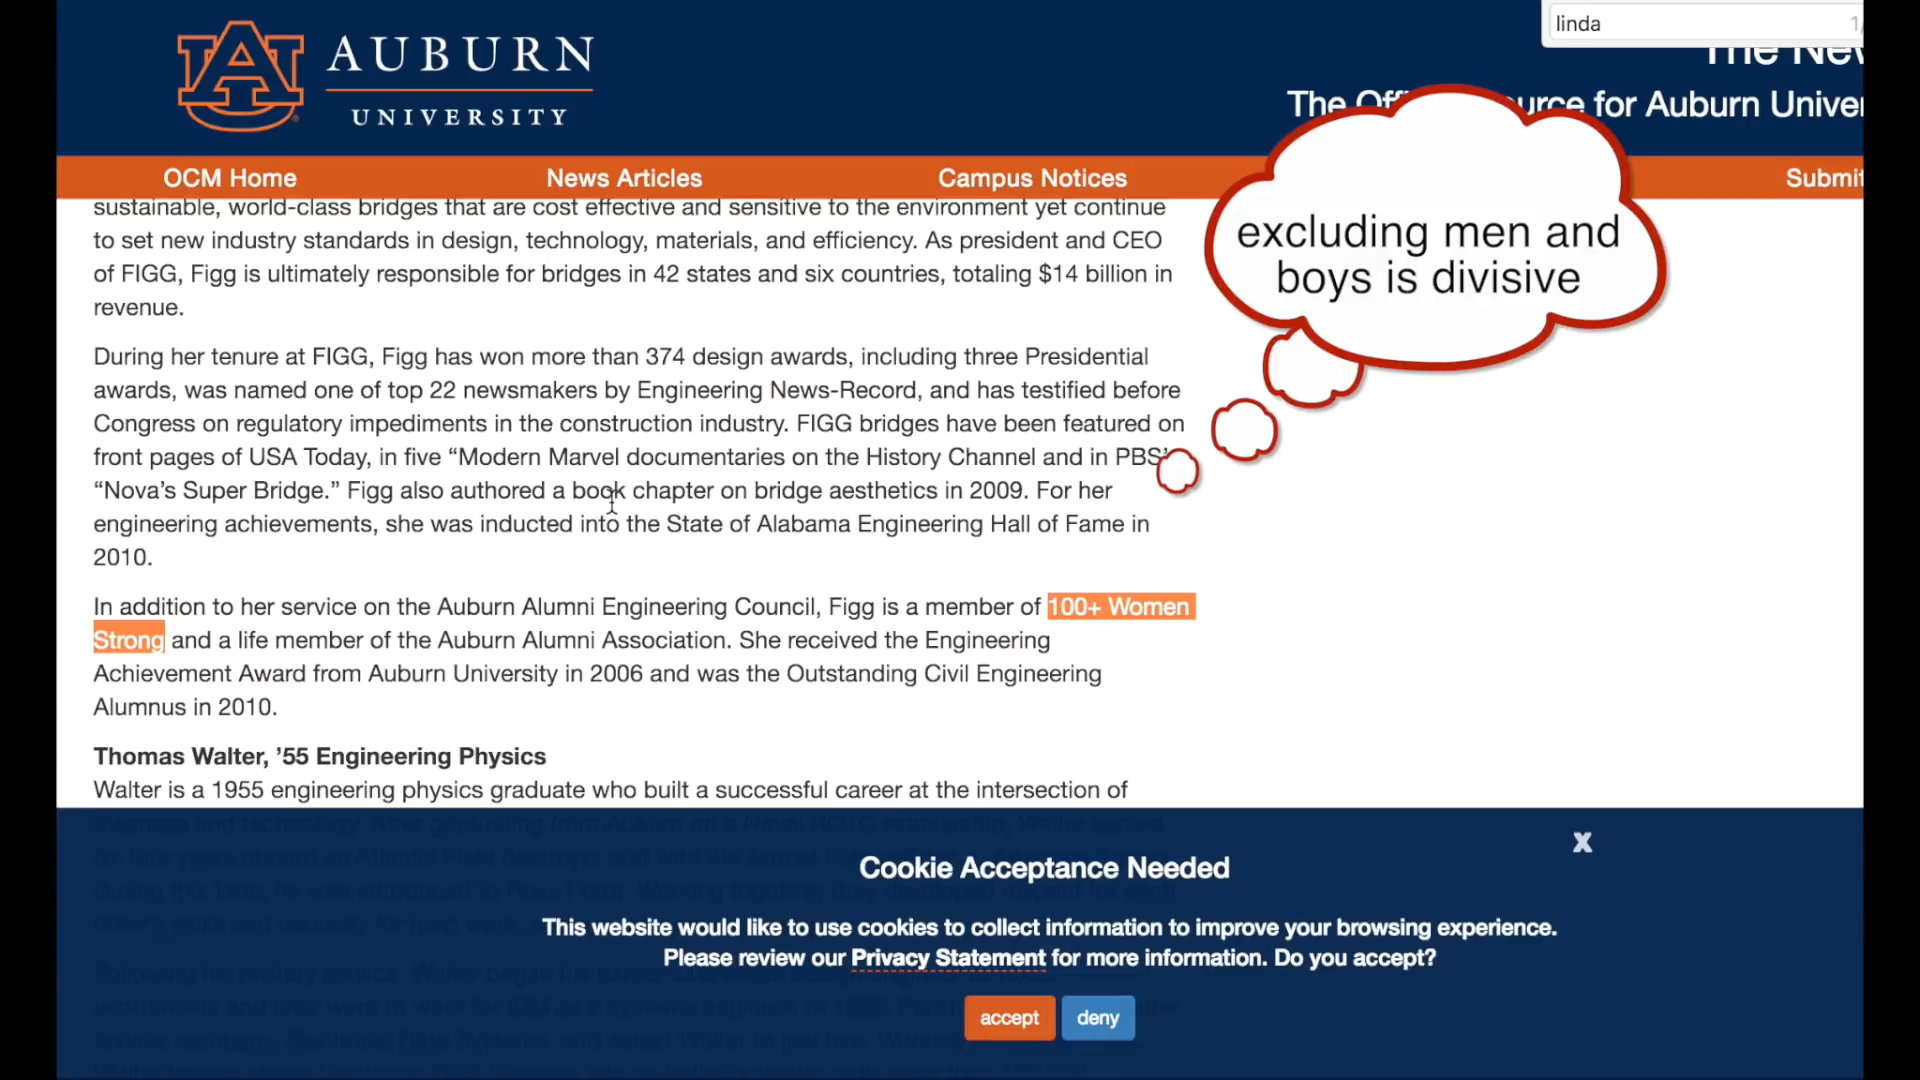 linda
1/
AUBURN
UNIVERSITY
The New
The Off urce for Auburn Univer
OCM Home News Articles Campus Notices Submit
sustainable, world-class bridges that are cost effective and sensitive to the environment yet continue
to set new industry standards in design, technology, materials, and efficiency. As president and CEO
of FIGG, Figg is ultimately responsible for bridges in 42 states and six countries, totaling $14 billion in
revenue.
excluding men and
boys is divisive
During her tenure at FIGG, Figg has won more than 374 design awards, including three Presidential
awards, was named one of top 22 newsmakers by Engineering News-Record, and has testified before
Congress on regulatory impediments in the construction industry. FIGG bridges have been featured on
front pages of USA Today, in five “Modern Marvel documentaries on the History Channel and in PBS’
“Nova’s Super Bridge.” Figg also authored a book chapter on bridge aesthetics in 2009. For her
engineering achievements, she was inducted into the State of Alabama Engineering Hall of Fame in
2010.
In addition to her service on the Auburn Alumni Engineering Council, Figg is a member of 100+ Women
Strong and a life member of the Auburn Alumni Association. She received the Engineering
Achievement Award from Auburn University in 2006 and was the Outstanding Civil Engineering
Alumnus in 2010.
Thomas Walter, ’55 Engineering Physics
Walter is a 1955 engineering physics graduate who built a successful career at the intersection of
x
Cookie Acceptance Needed
This website would like to use cookies to collect information to improve your browsing experience.
Please review our Privacy Statement for more information. Do you accept?
accept deny